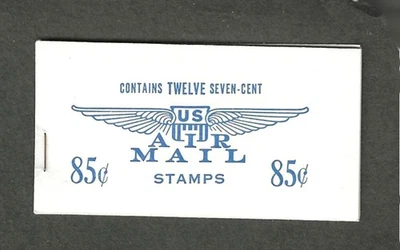 CONTAINS TWELVE SEVEN-CENT
US
AIR
MAIL
85¢ STAMPS 85¢